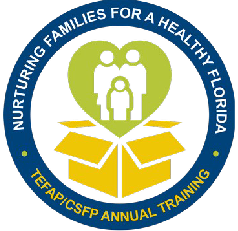 NURTURING FAMILIES FOR A HEALTHY FLORIDA
TEFAP/CSFP ANNUAL TRAINING